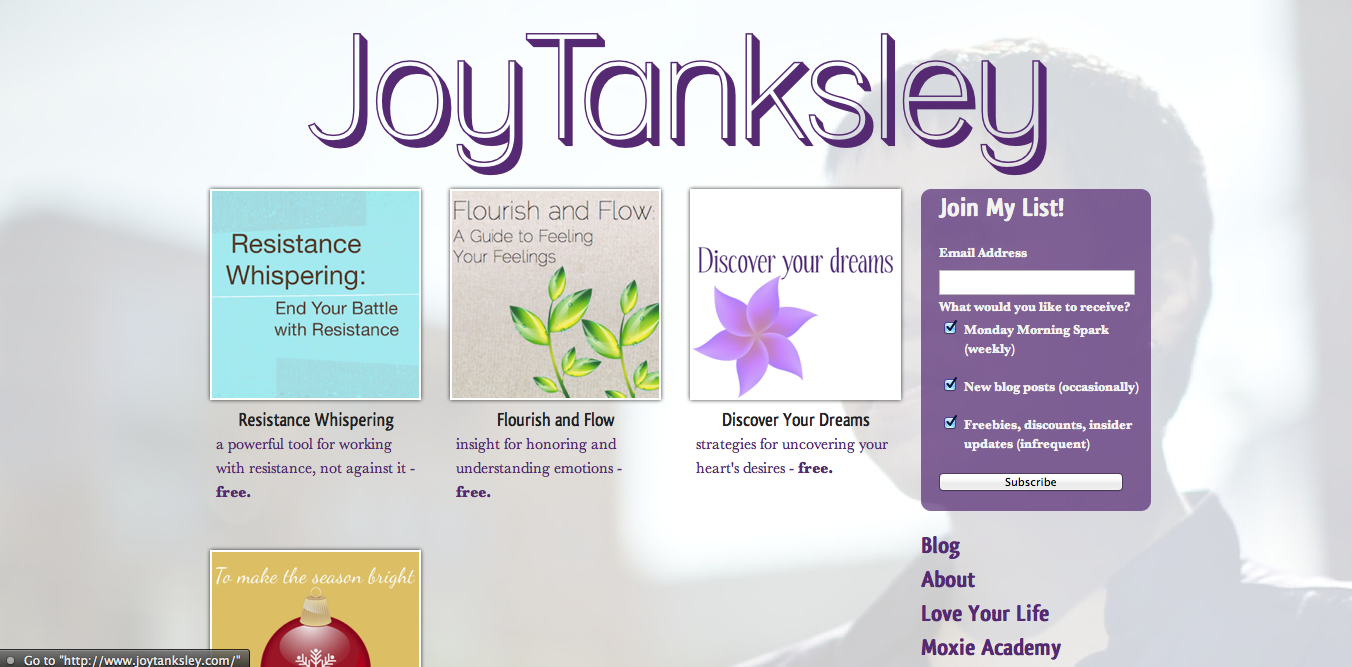 JoyTanksley
Resistance
Whispering:
End Your Battle
with Resistance
Flourish and Flow:
A Guide to Feeling
Your Feelings
Discover your dreams
Resistance Whispering
a powerful tool for working
with resistance, not against it -
free.
Flourish and Flow
insight for honoring and
understanding emotions -
free.
Discover Your Dreams
strategies for uncovering your
heart's desires - free.
Join My List!
Email Address
What would you like to receive?
Monday Morning Spark
(weekly)
New blog posts (occasionally)
Freebies, discounts, insider
updates (infrequent)
Subscribe
Blog
About
Love Your Life
Moxie Academy
To make the season bright
Go to "http://www.joytanksley.com/"